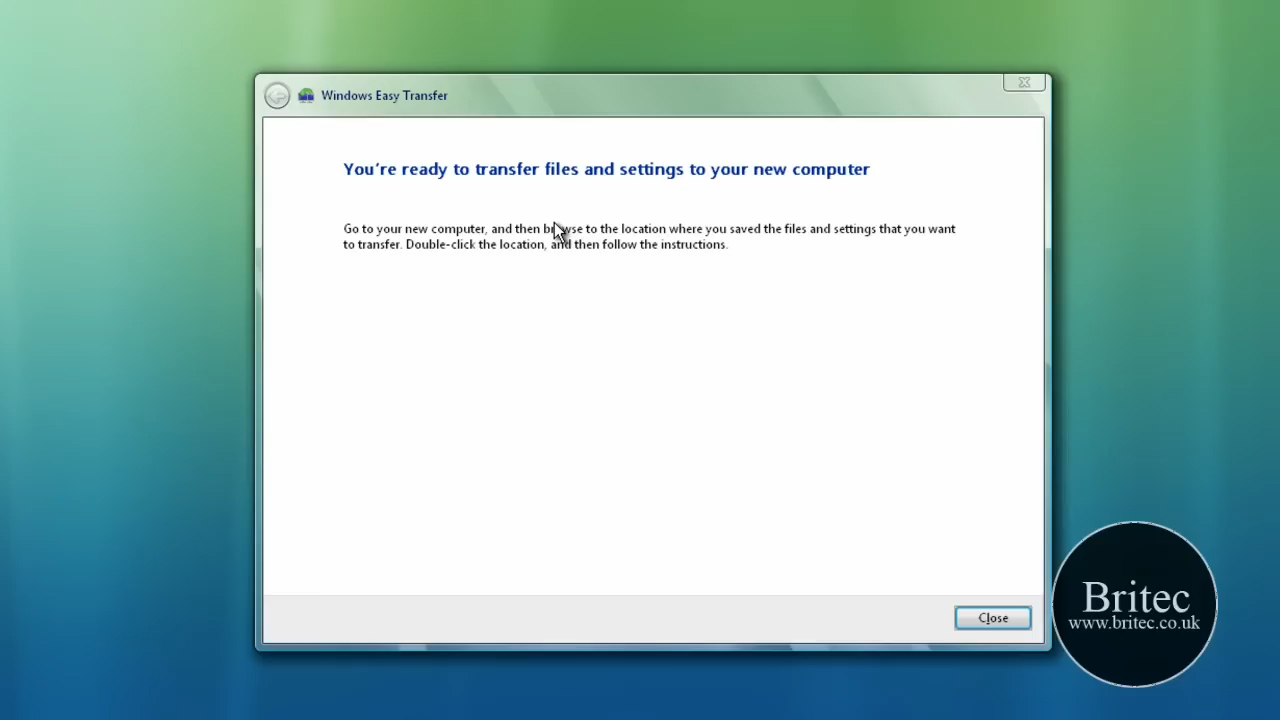 Windows Easy Transfer
You're ready to transfer files and settings to your new computer
Go to your new computer, and then browse to the location where you saved the files and settings that you want
to transfer. Double-click the location, and then follow the instructions.
Close
Britec
www.britec.co.uk